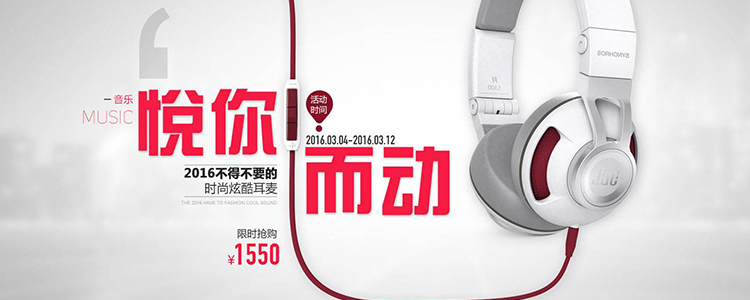 音乐
MUSIC
悦你
而动
活动
时间
2016.03.04-2016.03.12
2016不得不要的
时尚炫酷耳麦
THE 2016 HAVE TO FASHION COOL SOUND
限时抢购
¥1550
SYNCHROS
S300
JBL